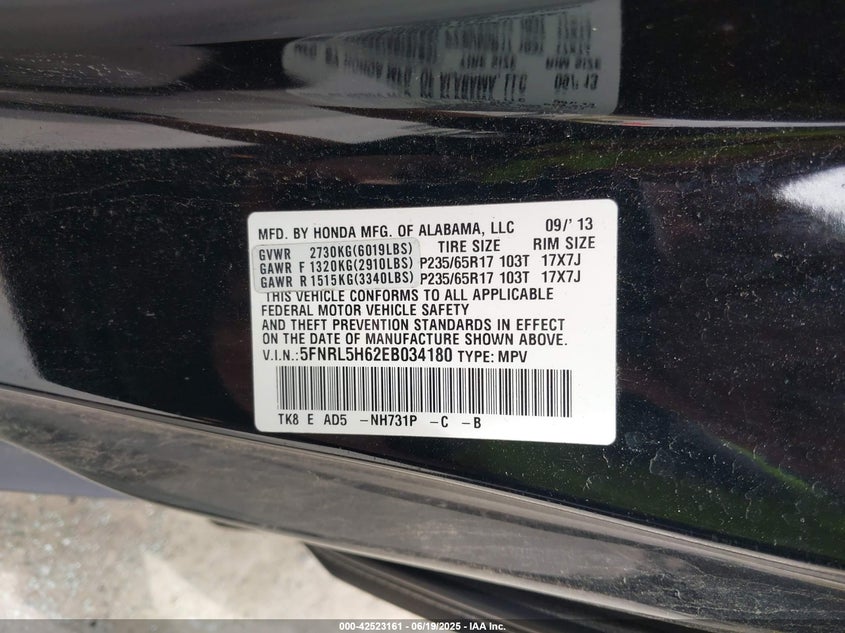 MFD. BY HONDA MFG. OF ALABAMA, LLC 09/' 13
GVWR 2730KG(6019LBS) TIRE SIZE RIM SIZE
GAWR F 1320KG(2910LBS) P235/65R17 103T 17X7J
GAWR R 1515KG(3340LBS) P235/65R17 103T 17X7J
THIS VEHICLE CONFORMS TO ALL APPLICABLE
FEDERAL MOTOR VEHICLE SAFETY
AND THEFT PREVENTION STANDARDS IN EFFECT
ON THE DATE OF MANUFACTURE SHOWN ABOVE.
V.I.N.: 5FNRL5H62EB034180 TYPE: MPV
TK8 E AD5 -NH731P -C -B
000-42523161 - 06/19/2025 - IAA Inc.